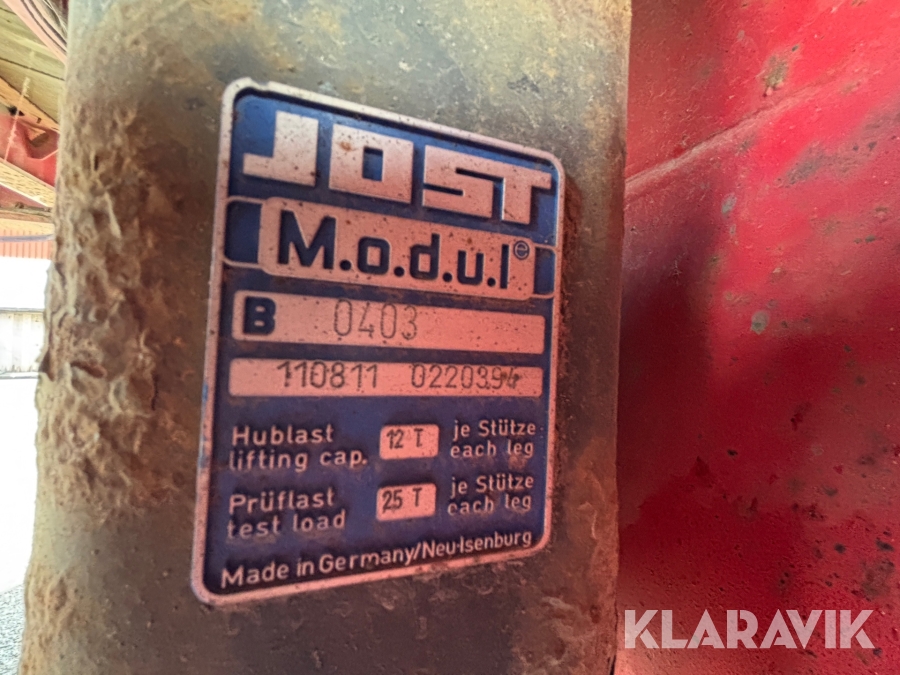 JOST
M.o.d.u.l®
B 0403
110811 0220394
Hublast 12 T je Stütze
lifting cap. each leg
Prüflast 25 T je Stütze
test load each leg
Made in Germany/Neu-Isenburg
KLARAVIK